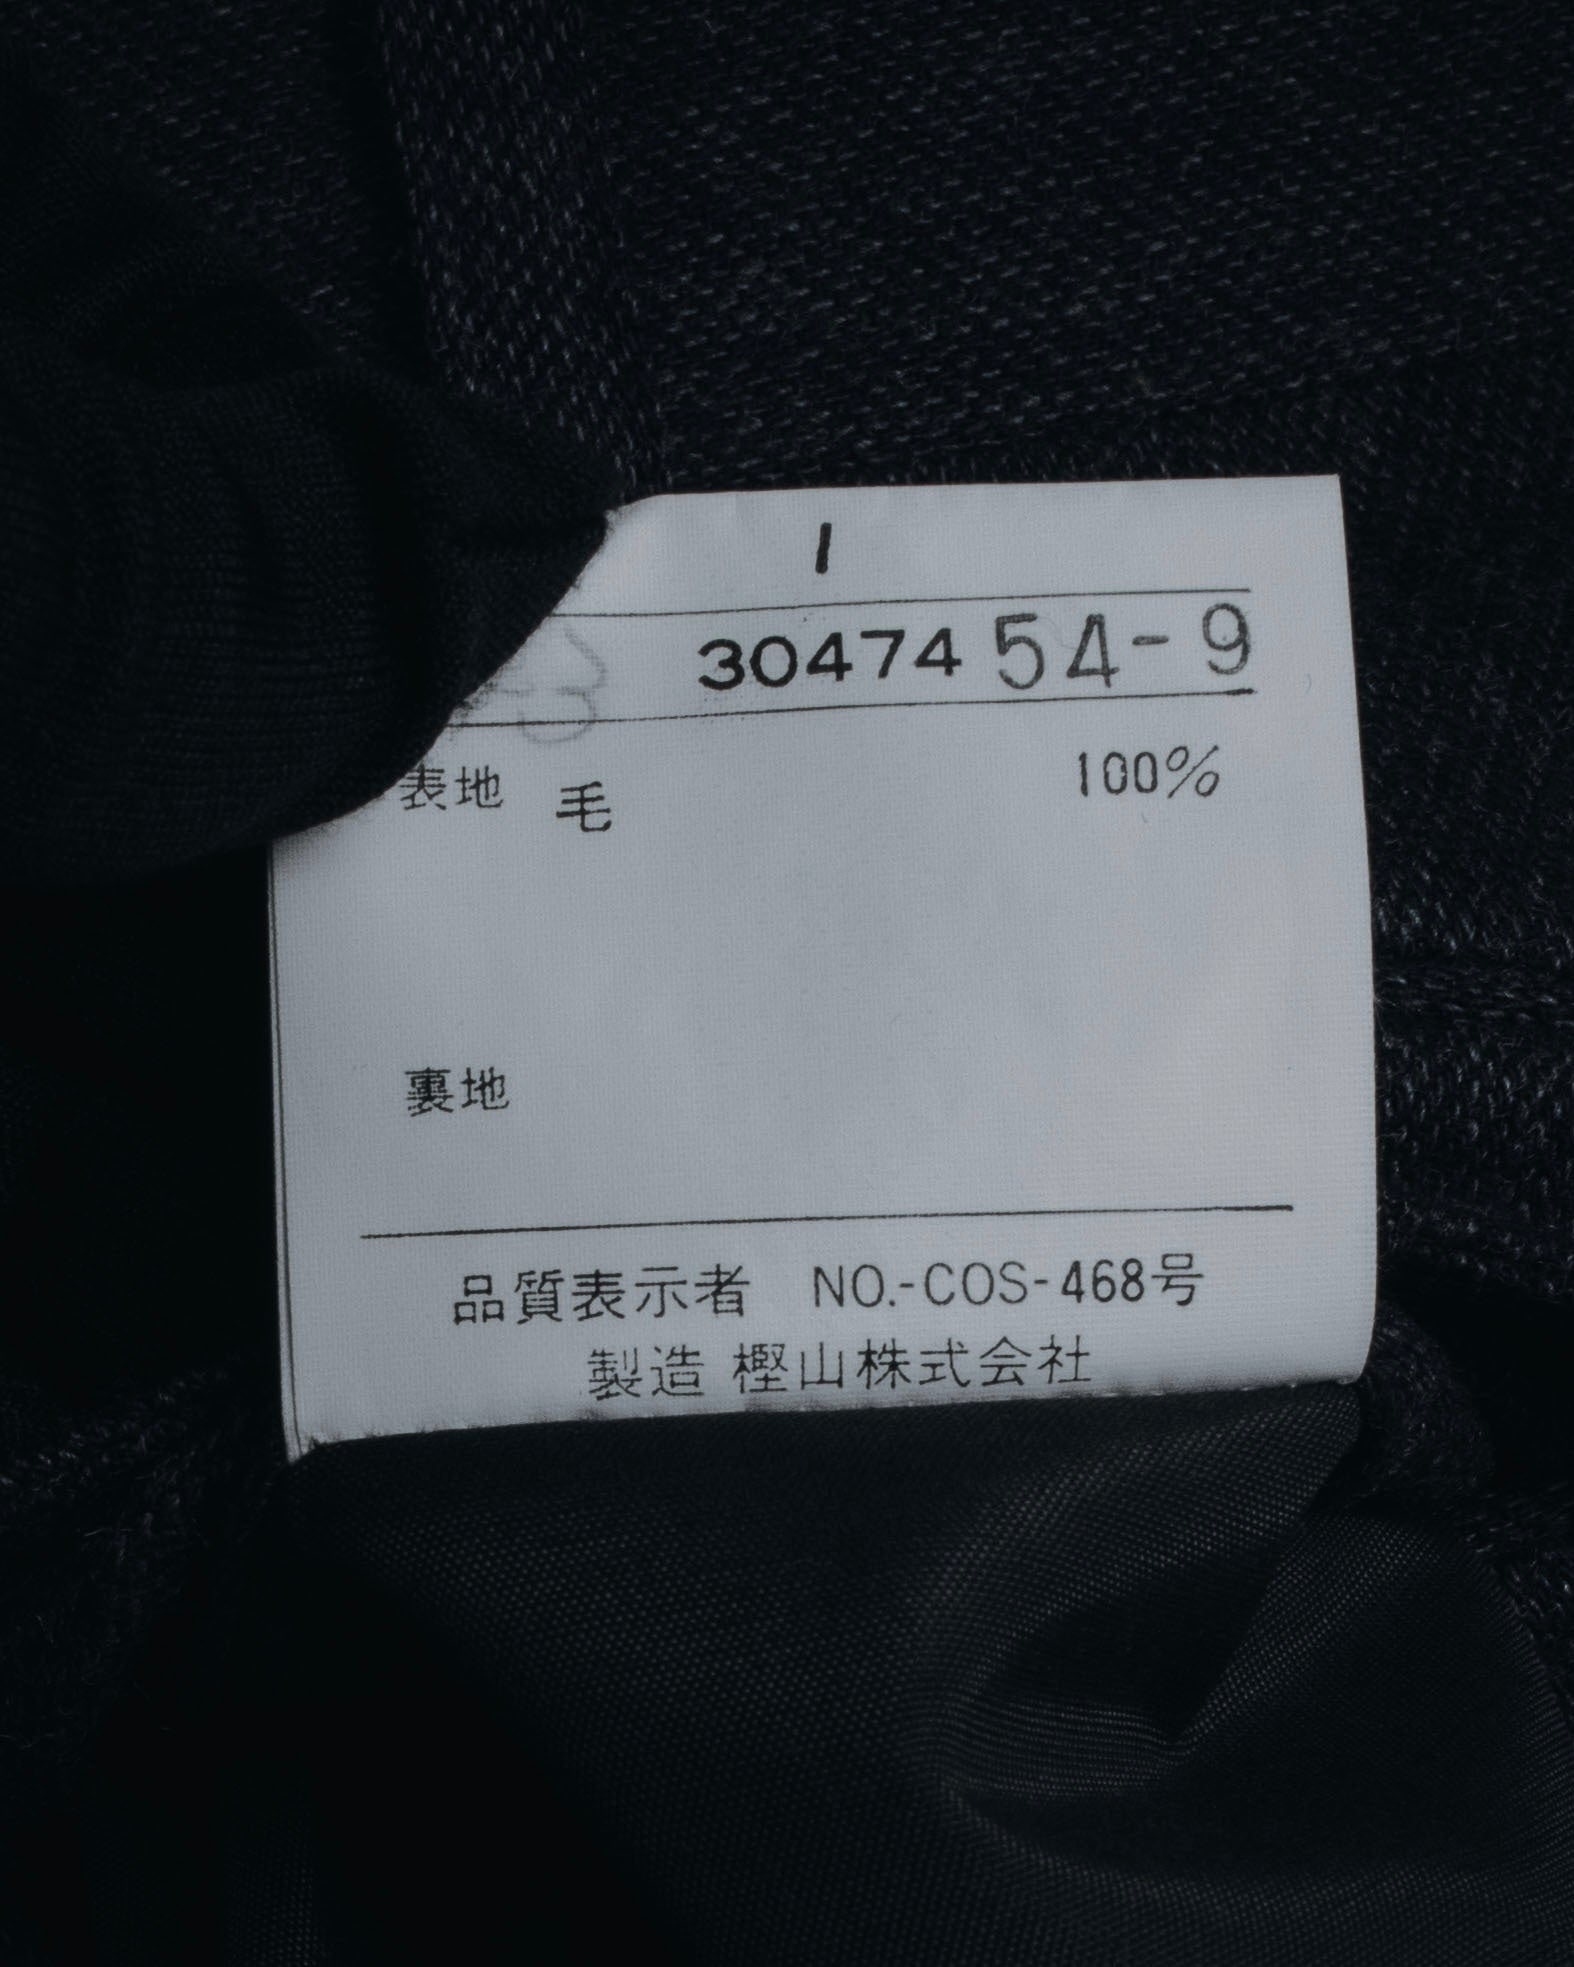 I
30474 54-9
表地 毛 100%
裏地
品質表示者 NO.-COS-468号
製造 樫山株式会社